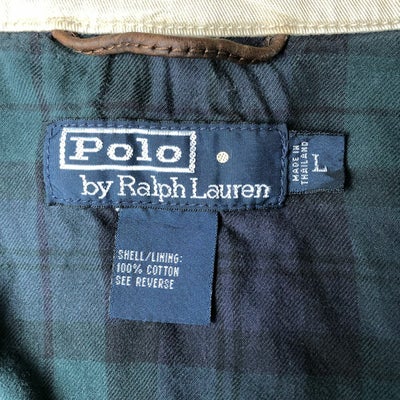 Polo
by Ralph Lauren
MADE IN
THAILAND
L
SHELL/LINING:
100% COTTON
SEE REVERSE